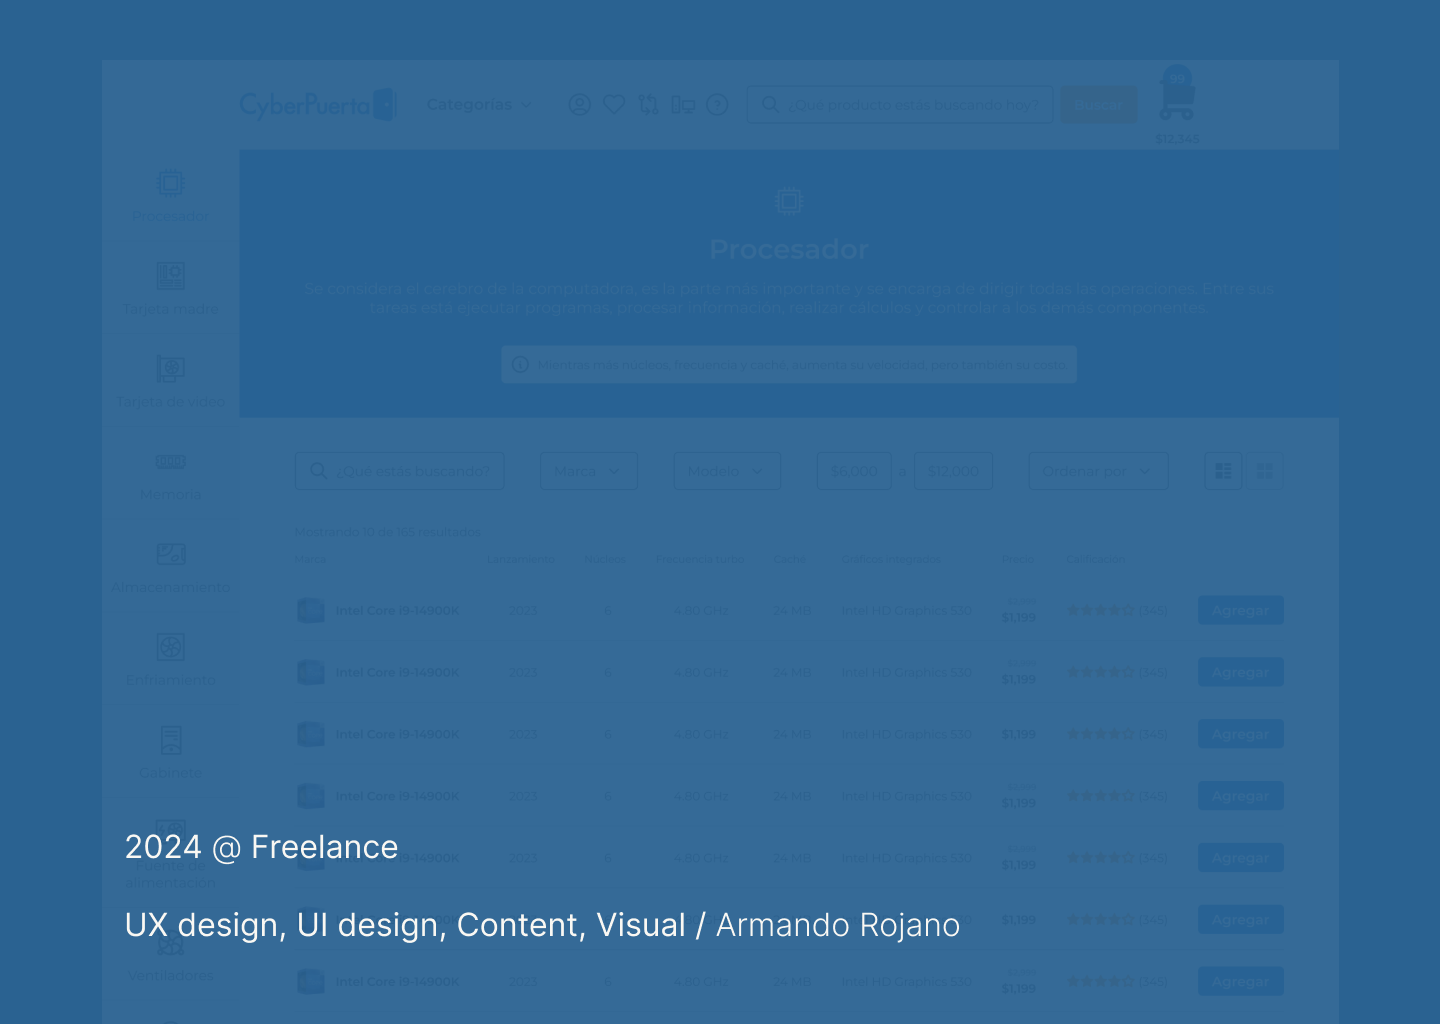 CyberPuerta
Categorías
¿Qué producto estás buscando hoy?
Buscar
99
$12,345
Procesador
Tarjeta madre
Tarjeta de video
Memoria
Almacenamiento
Enfriamiento
Gabinete
Fuente de
alimentación
Ventiladores
Procesador
Se considera el cerebro de la computadora, es la parte más importante y se encarga de dirigir todas las operaciones. Entre sus
tareas está ejecutar programas, procesar información, realizar cálculos y controlar a los demás componentes.
Mientras más núcleos, frecuencia y caché, aumenta su velocidad, pero también su costo
¿Qué estás buscando? Marca Modelo $6,000 a $12,000 Ordenar por
Mostrando 10 de 195 resultados
Marca Lanzamiento Núcleos Frecuencia turbo Caché Gráficos integrados Precio Calificación
Intel Core i9-14900K 2023 6 4.80 GHz 24 MB Intel HD Graphics 530 $1,199 (345) Agregar
Intel Core i9-14900K 2023 6 4.80 GHz 24 MB Intel HD Graphics 530 $1,199 (345) Agregar
Intel Core i9-14900K 2023 6 4.80 GHz 24 MB Intel HD Graphics 530 $1,199 (345) Agregar
Intel Core i9-14900K 2023 6 4.80 GHz 24 MB Intel HD Graphics 530 $1,199 (345) Agregar
14900K 2023 6 4.80 GHz 24 MB Intel HD Graphics 530 $1,199 (345) Agregar
$1,199 (345) Agregar
Intel Core i9-14900K 2023 6 4.80 GHz 24 MB Intel HD Graphics 530 $1,199 (345) Agregar
2024 @ Freelance
UX design, UI design, Content, Visual / Armando Rojano